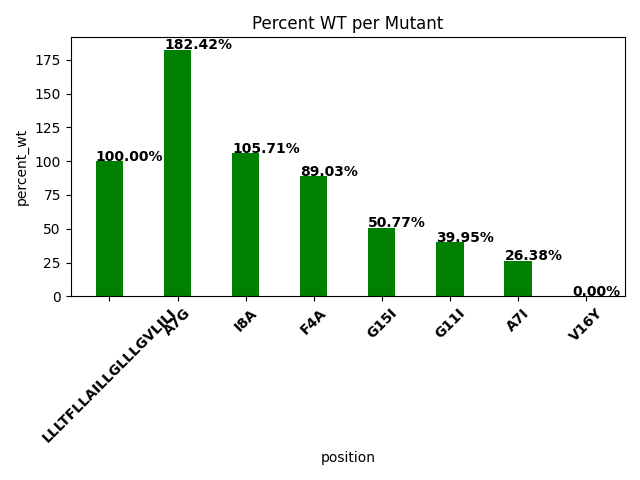 Percent WT per Mutant
182.42%
105.71%
100.00%
89.03%
50.77%
39.95%
26.38%
0.00%
percent_wt
175
150
125
100
75
50
25
0
LLLTFLLAILLGLLLGVLILI
A7G
I8A
F4A
G15I
G11I
A7I
V16Y
position